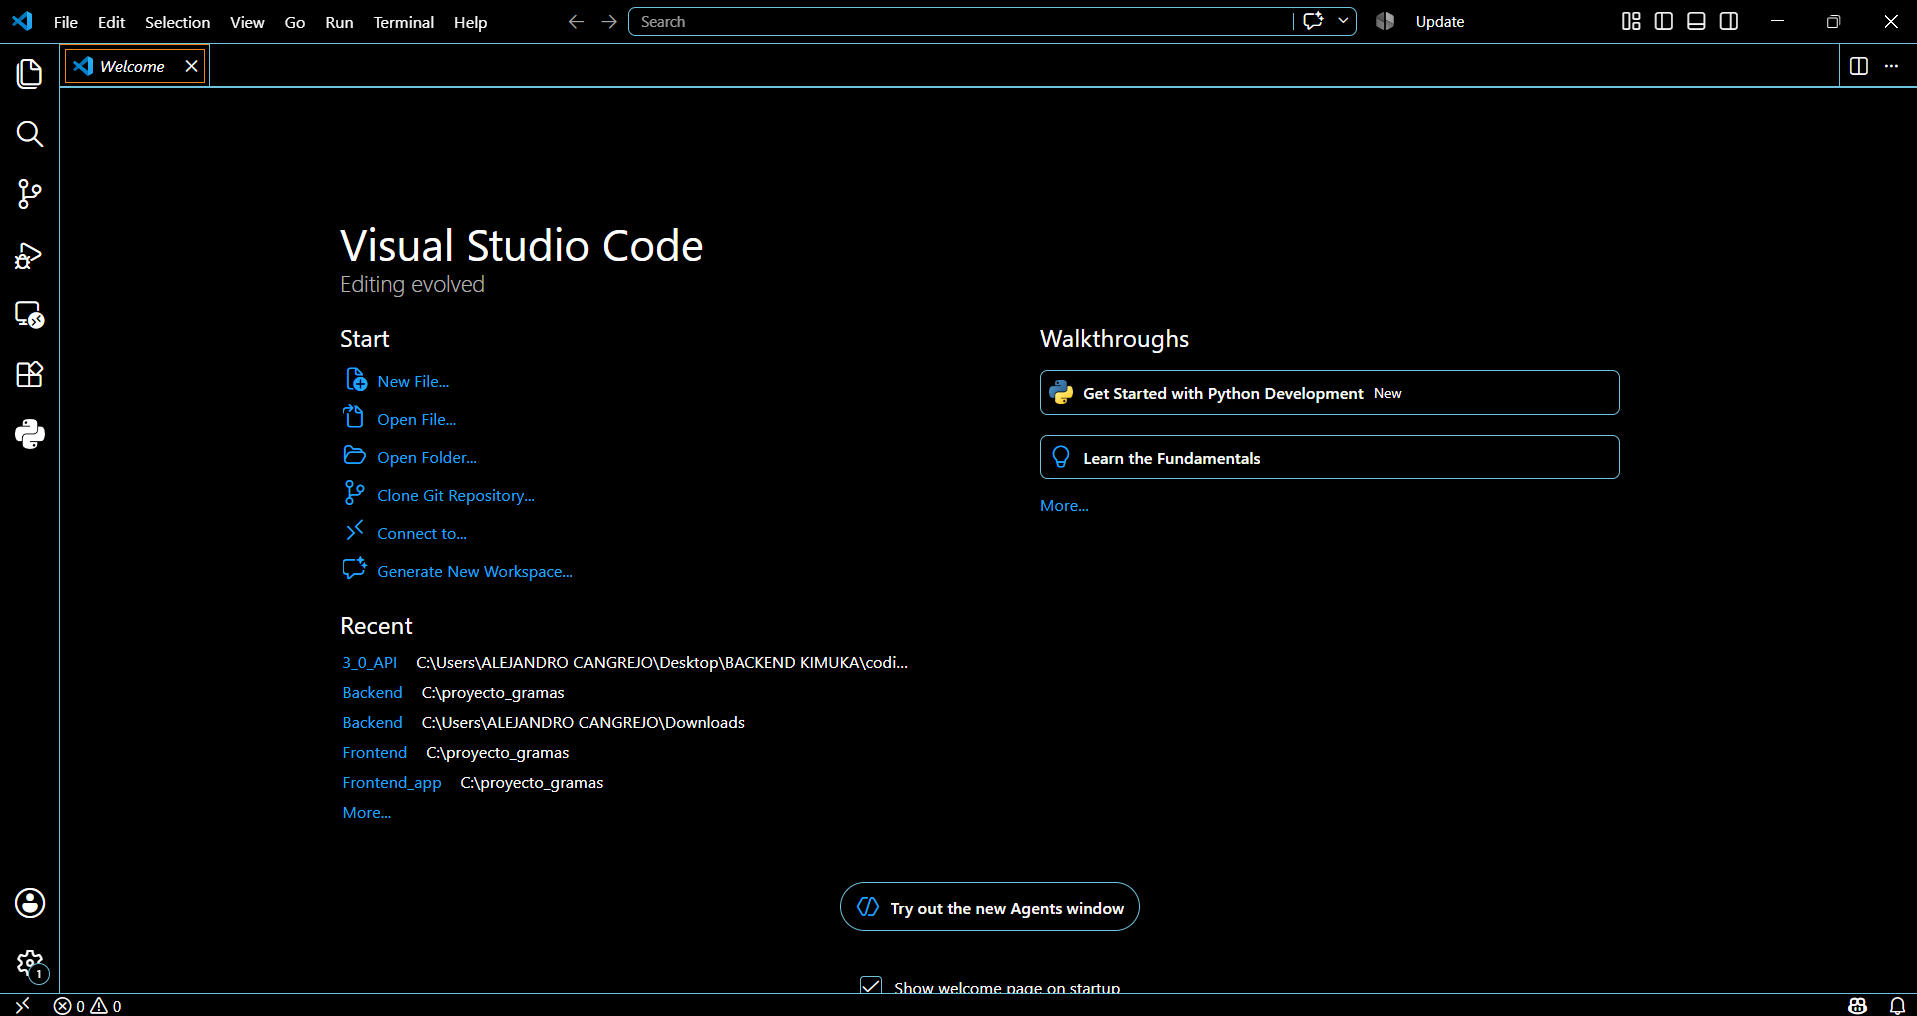 File Edit Selection View Go Run Terminal Help Search Update
Welcome
Visual Studio Code
Editing evolved
Start
New File...
Open File...
Open Folder...
Clone Git Repository...
Connect to...
Generate New Workspace...
Recent
3_0_API C:\Users\ALEJANDRO CANGREJO\Desktop\BACKEND KIMUKA\codi...
Backend C:\proyecto_gramas
Backend C:\Users\ALEJANDRO CANGREJO\Downloads
Frontend C:\proyecto_gramas
Frontend_app C:\proyecto_gramas
More...
Walkthroughs
Get Started with Python Development New
Learn the Fundamentals
More...
Try out the new Agents window
Show welcome page on startup
1
0 0